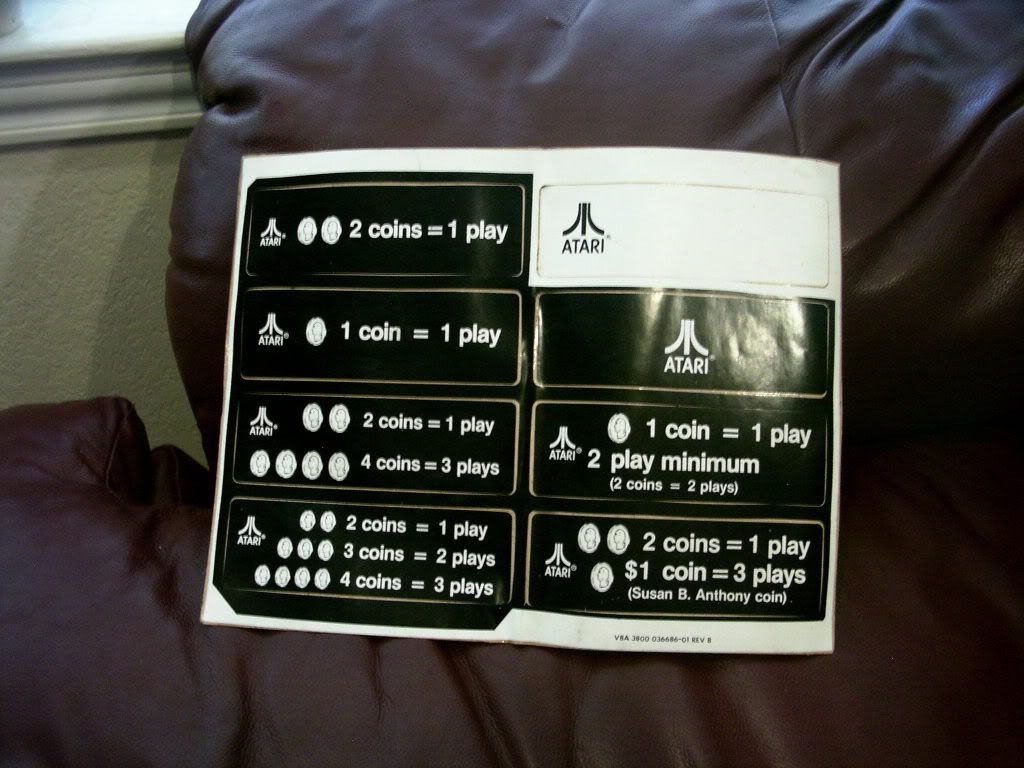 ATARI®
2 coins = 1 play
ATARI®
1 coin = 1 play
ATARI®
2 coins = 1 play
4 coins = 3 plays
ATARI®
2 coins = 1 play
3 coins = 2 plays
4 coins = 3 plays
ATARI®
ATARI®
ATARI®
1 coin = 1 play
2 play minimum
(2 coins = 2 plays)
ATARI®
2 coins = 1 play
$1 coin = 3 plays
(Susan B. Anthony coin)
VBA 3800 036686-01 REV B